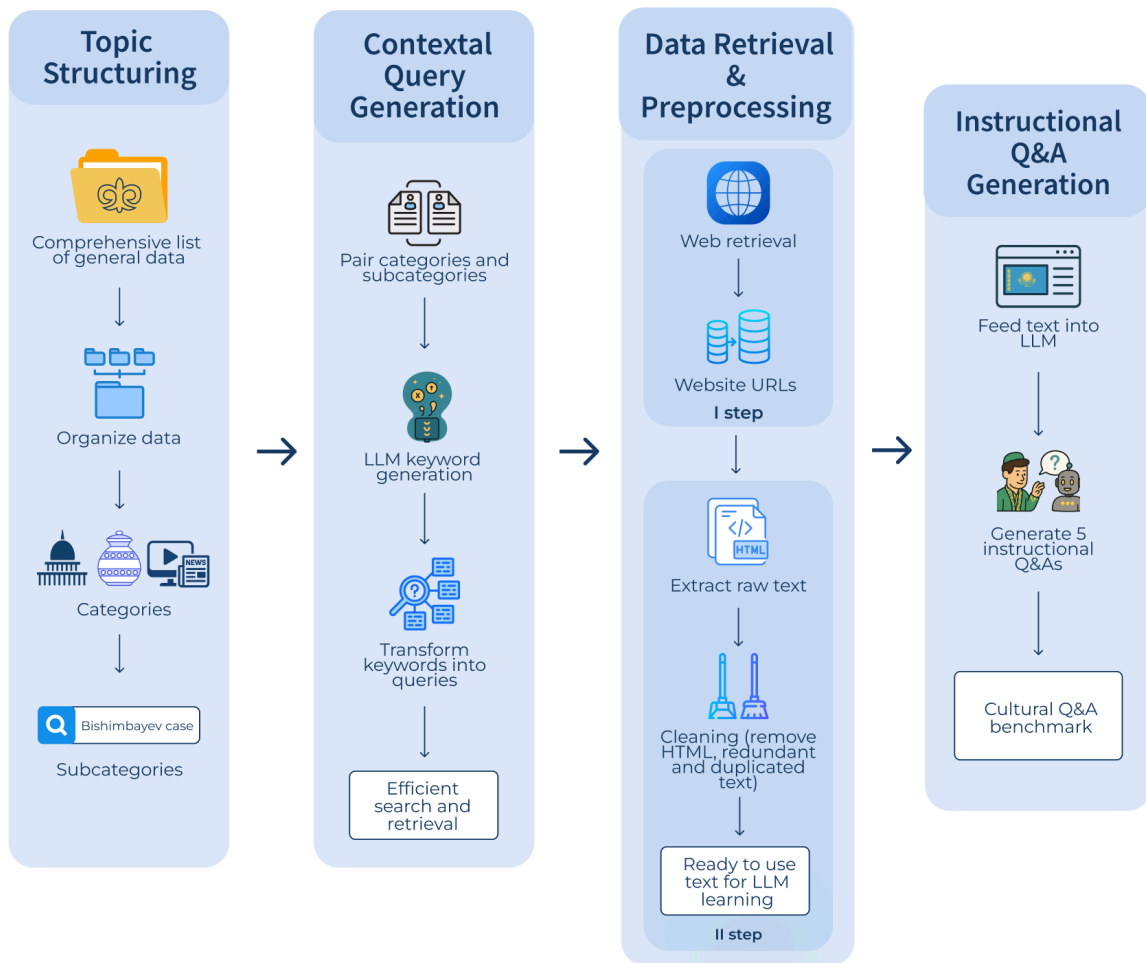 Topic
Structuring
Comprehensive list
of general data
Organize data
NEWS
Categories
Bishimbayev case
Subcategories
Contextal
Query
Generation
Pair categories and
subcategories
LLM keyword
generation
Transform
keywords into
queries
Efficient
search and
retrieval
Data Retrieval
&
Preprocessing
Web retrieval
Website URLs
I step
HTML
Extract raw text
Cleaning (remove
HTML, redundant
and duplicated
text)
Ready to use
text for LLM
learning
II step
Instructional
Q&A
Generation
Feed text into
LLM
Generate 5
instructional
Q&As
Cultural Q&A
benchmark